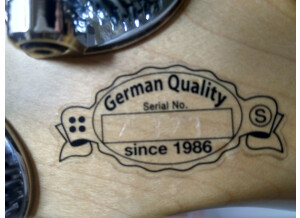 German Quality
Serial No.
since 1986
S